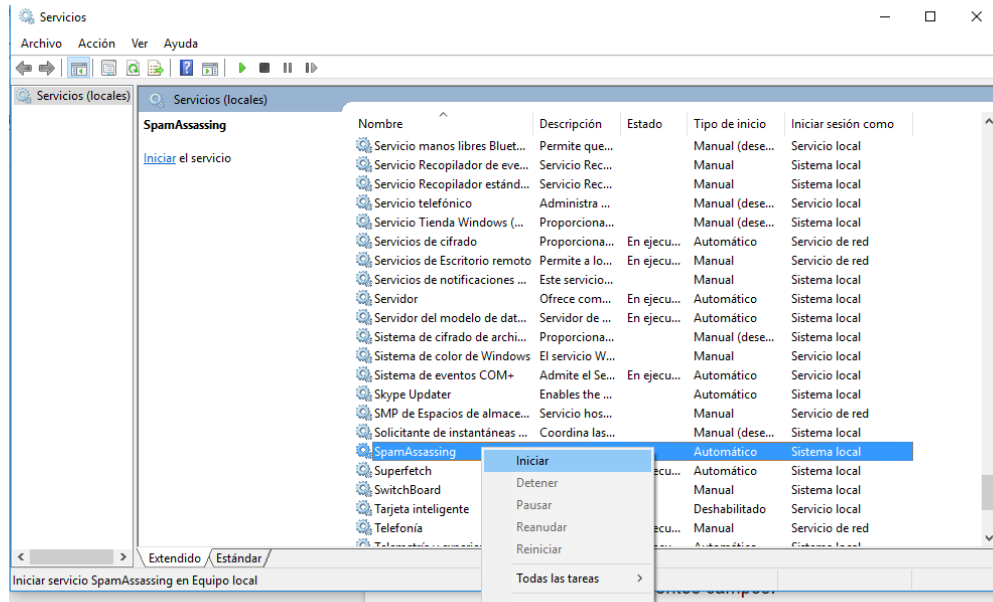 Servicios
Archivo Acción Ver Ayuda
Servicios (locales)
Servicios (locales)
SpamAssassing
Iniciar el servicio
Nombre Descripción Estado Tipo de inicio Iniciar sesión como
Servicio manos libres Bluet... Permite que... Manual (dese... Servicio local
Servicio Recopilador de eve... Servicio Rec... Manual Sistema local
Servicio Recopilador estánd... Servicio Rec... Manual Sistema local
Servicio telefónico Administra ... Manual (dese... Servicio local
Servicio Tienda Windows (... Proporciona... Manual (dese... Sistema local
Servicios de cifrado Proporciona... En ejecu... Automático Servicio de red
Servicios de Escritorio remoto Permite a lo... En ejecu... Manual Servicio de red
Servicios de notificaciones ... Este servicio... Manual Sistema local
Servidor Ofrece com... En ejecu... Automático Sistema local
Servidor del modelo de dat... Servidor de ... En ejecu... Automático Sistema local
Sistema de cifrado de archi... Proporciona... Manual (dese... Sistema local
Sistema de color de Windows El servicio W... Manual Servicio local
Sistema de eventos COM+ Admite el Se... En ejecu... Automático Servicio local
Skype Updater Enables the ... Automático Sistema local
SMP de Espacios de almace... Servicio hos... Manual Servicio de red
Solicitante de instantáneas ... Coordina las... Manual (dese... Sistema local
SpamAssassing Automático Sistema local
Superfetch ecu... Automático Sistema local
SwitchBoard Manual Sistema local
Tarjeta inteligente Deshabilitado Servicio local
Telefonía ecu... Manual Servicio de red
Automático Sistema local
Iniciar
Detener
Pausar
Reanudar
Reiniciar
Todas las tareas
Extendido Estándar
Iniciar servicio SpamAssassing en Equipo local